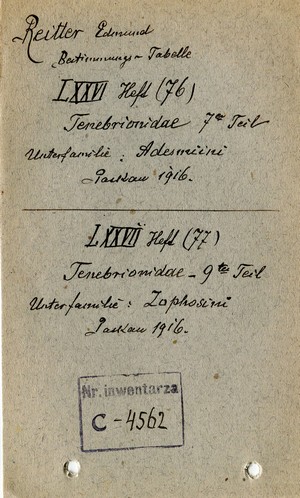 Reitter Edmund
Bestimmungs-Tabelle
LXXVI Heft (76)
Tenebrionidae 7te Teil
Unterfamilie: Adesmiini
Paskau 1916.
LXXVII Heft (77)
Tenebrionidae - 9te Teil
Unterfamilie: Zophosini
Paskau 1916.
Nr. inwentarza
C-4562